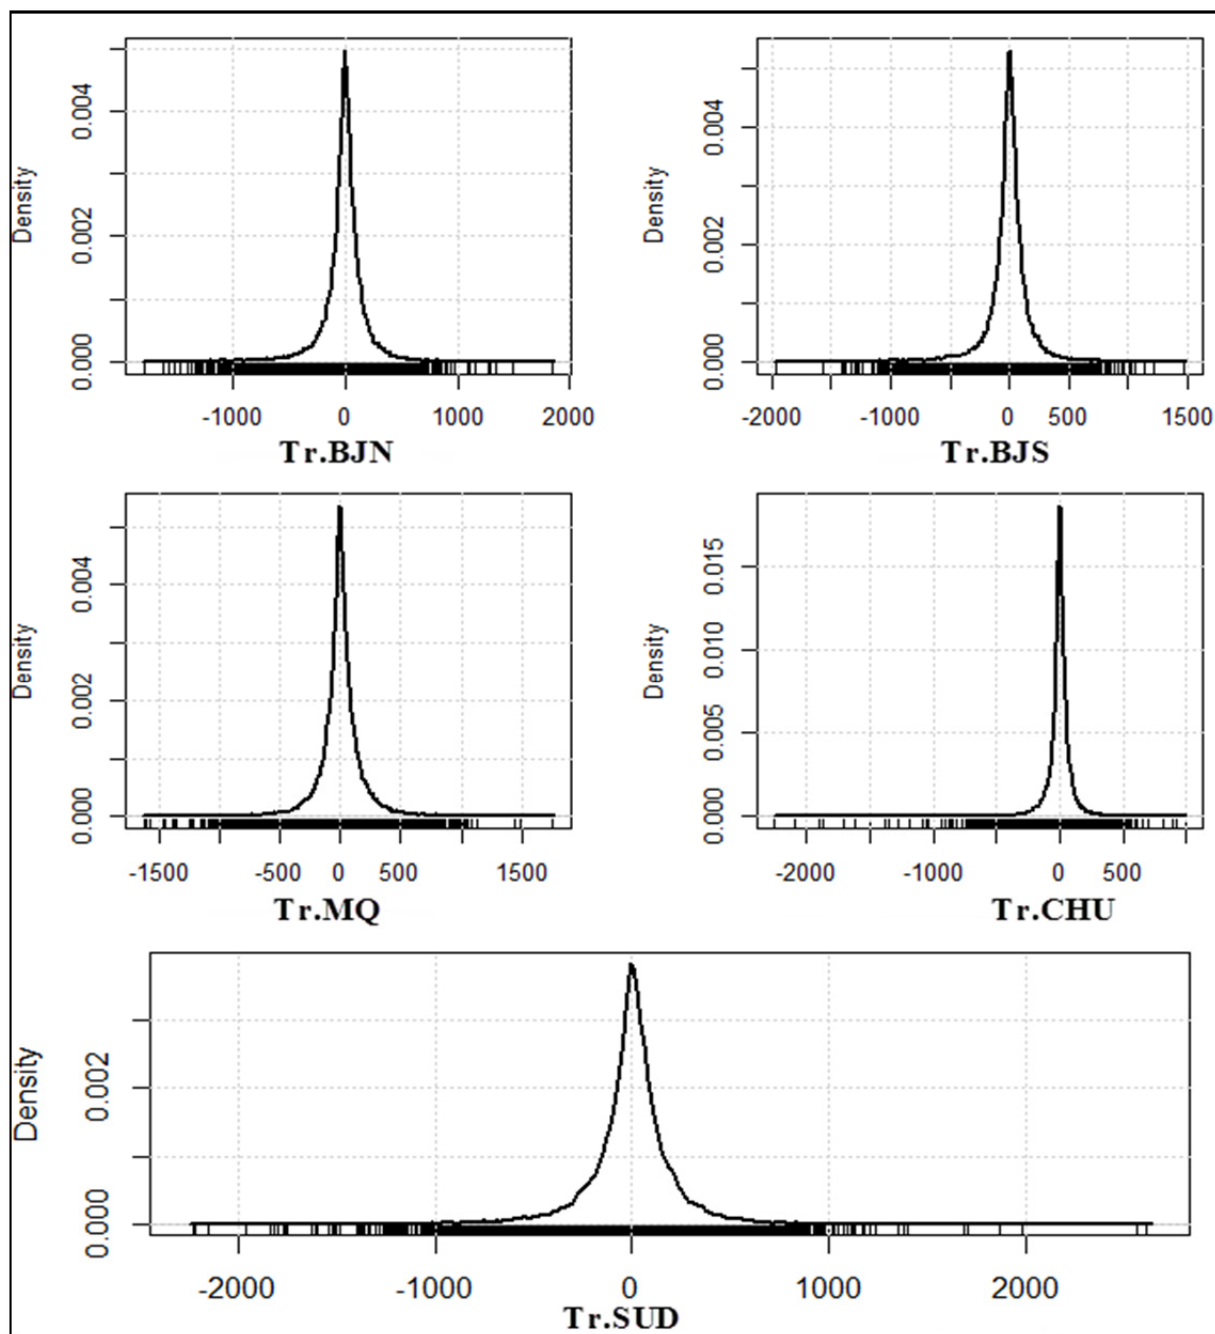 Density
0.000 0.002 0.004
-1000 0 1000 2000
Tr.BJN
Density
0.000 0.002 0.004
-2000 -1000 0 500 1500
Tr.BJS
Density
0.000 0.002 0.004
-1500 -500 0 500 1500
Tr.MQ
Density
0.000 0.005 0.010 0.015
-2000 -1000 0 500
Tr.CHU
Density
0.000 0.002
-2000 -1000 0 1000 2000
Tr.SUD